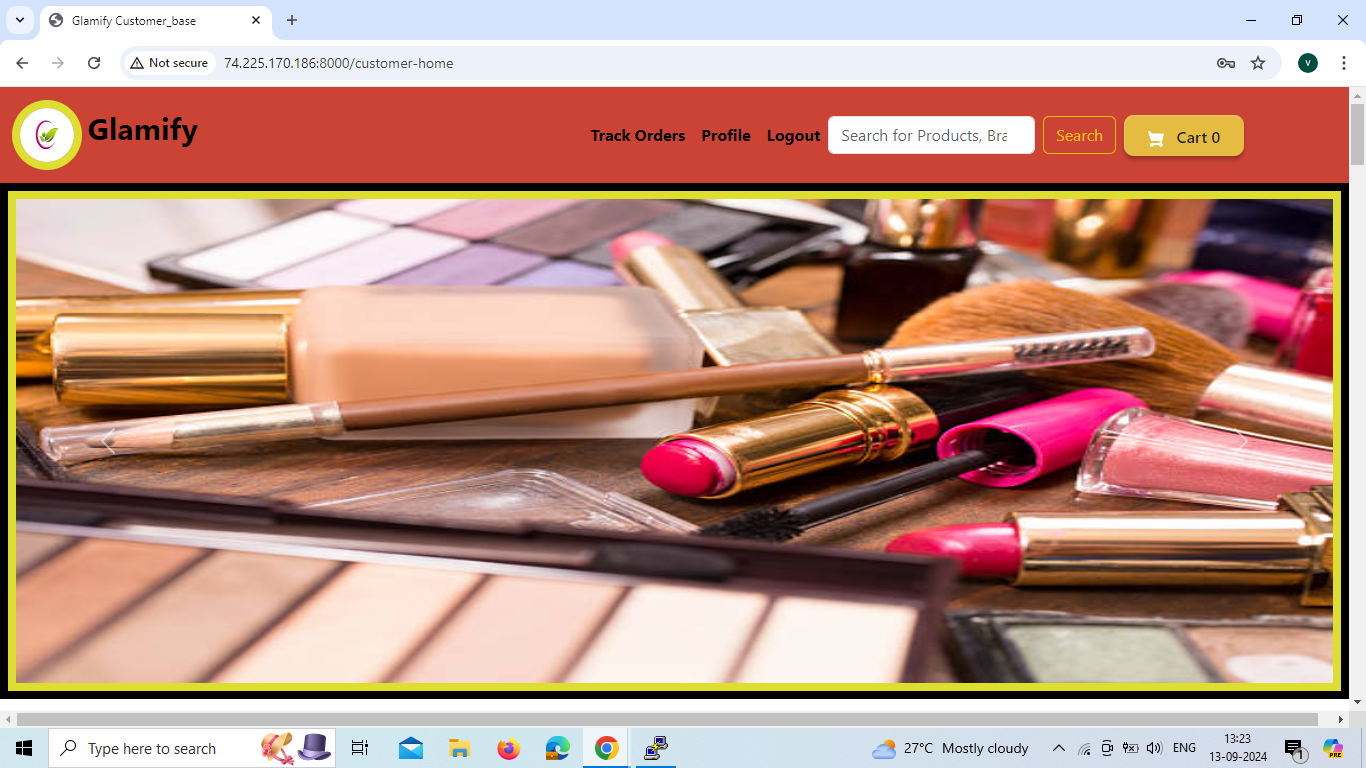 Glamify Customer_base
Not secure
74.225.170.186:8000/customer-home
v
Glamify
Track Orders
Profile
Logout
Search for Products, Bra
Search
Cart 0
Type here to search
27°C Mostly cloudy
ENG
13:23
13-09-2024
1
PRE